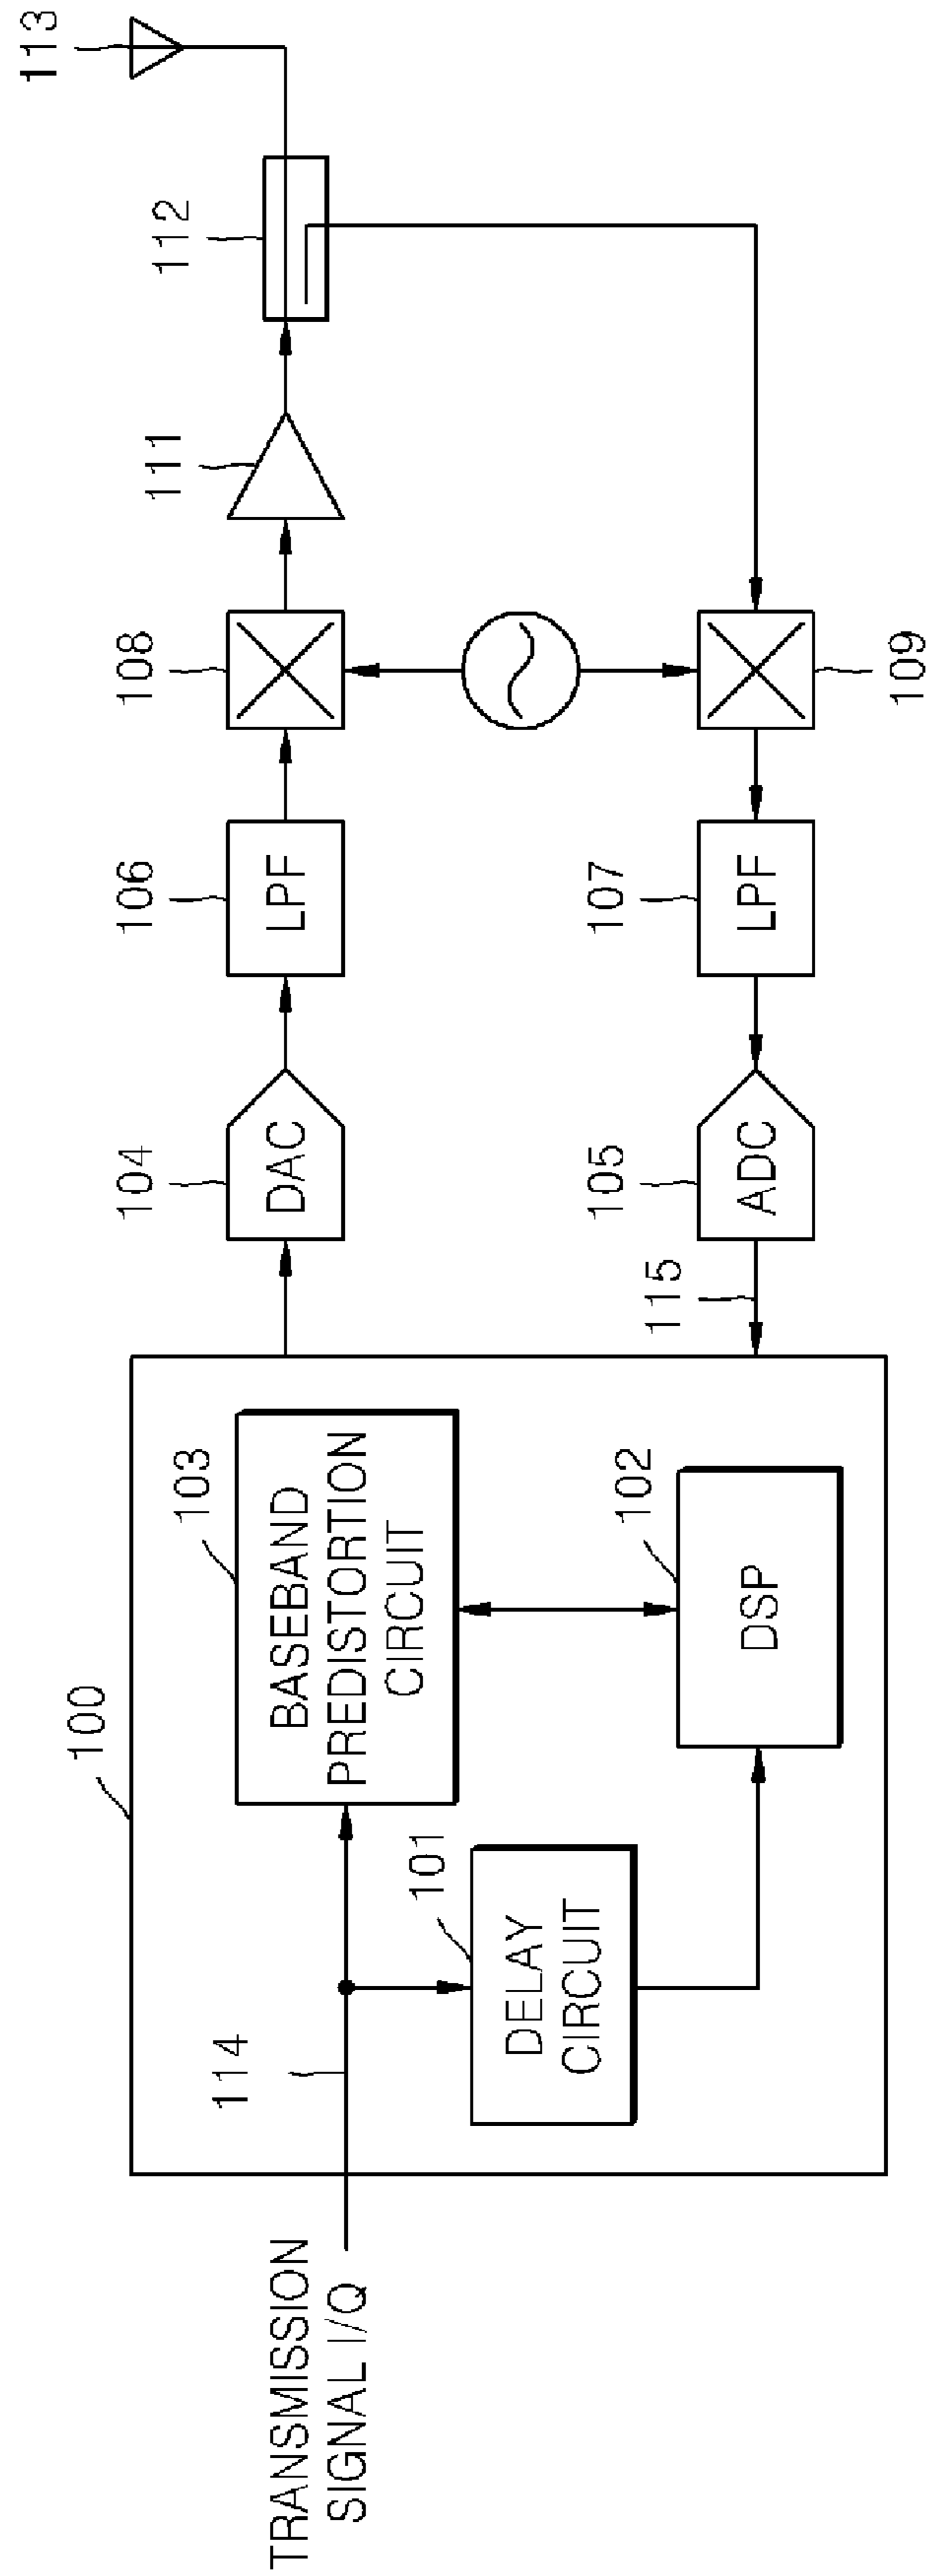 TRANSMISSION
SIGNAL I/Q
114
100
101
DELAY
CIRCUIT
103
BASEBAND
PREDISTORTION
CIRCUIT
102
DSP
104
DAC
106
LPF
108
111
112
113
115
105
ADC
107
LPF
109